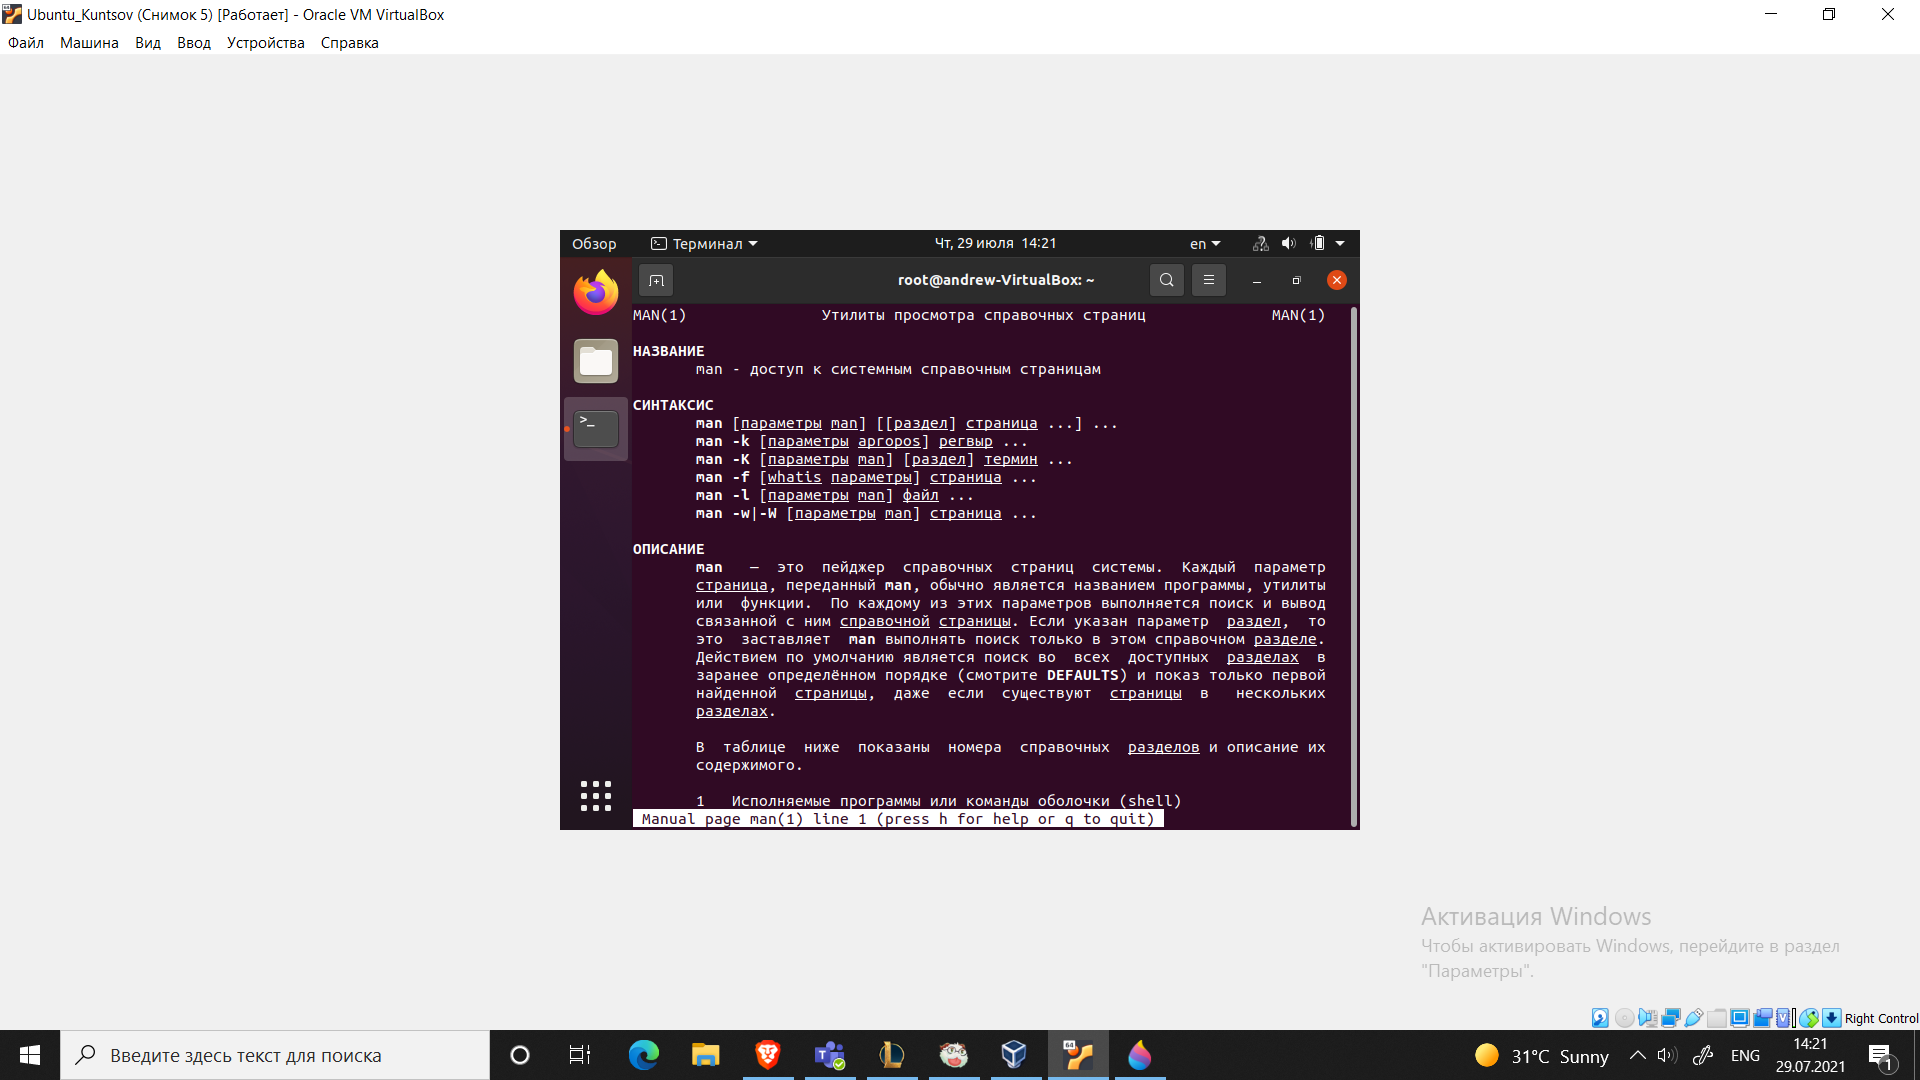 Ubuntu_Kuntsov (Снимок 5) [Работает] - Oracle VM VirtualBox
Файл Машина Вид Ввод Устройства Справка
Обзор Терминал Чт, 29 июля 14:21 en
root@andrew-VirtualBox: ~
MAN(1) Утилиты просмотра справочных страниц MAN(1)
НАЗВАНИЕ
man - доступ к системным справочным страницам
СИНТАКСИС
man [параметры man] [[раздел] страница ...] ...
man -k [параметры apropos] регвыр ...
man -K [параметры man] [раздел] термин ...
man -f [whatis параметры] страница ...
man -l [параметры man] файл ...
man -w|-W [параметры man] страница ...
ОПИСАНИЕ
man — это пейджер справочных страниц системы. Каждый параметр
страница, переданный man, обычно является названием программы, утилиты
или функции. По каждому из этих параметров выполняется поиск и вывод
связанной с ним справочной страницы. Если указан параметр раздел, то
это заставляет man выполнять поиск только в этом справочном разделе.
Действием по умолчанию является поиск во всех доступных разделах в
заранее определённом порядке (смотрите DEFAULTS) и показ только первой
найденной страницы, даже если существуют страницы в нескольких
разделах.
В таблице ниже показаны номера справочных разделов и описание их
содержимого.
1 Исполняемые программы или команды оболочки (shell)
Manual page man(1) line 1 (press h for help or q to quit)
Активация Windows
Чтобы активировать Windows, перейдите в раздел
"Параметры".
Right Control
Введите здесь текст для поиска
31°C Sunny ENG 14:21
29.07.2021
1